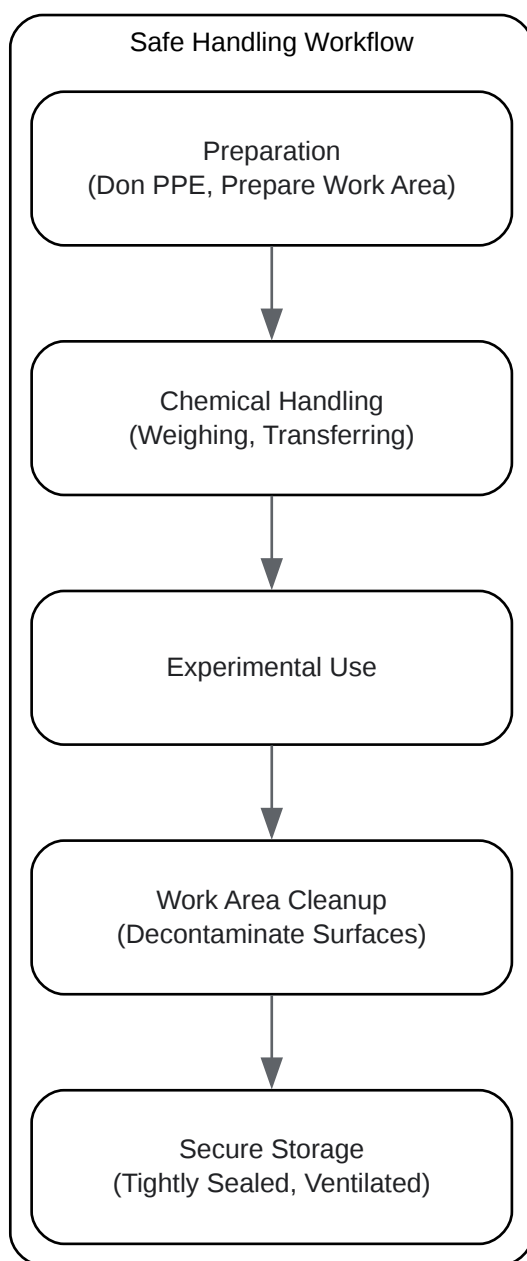 Safe Handling Workflow
Preparation
(Don PPE, Prepare Work Area)
Chemical Handling
(Weighing, Transferring)
Experimental Use
Work Area Cleanup
(Decontaminate Surfaces)
Secure Storage
(Tightly Sealed, Ventilated)